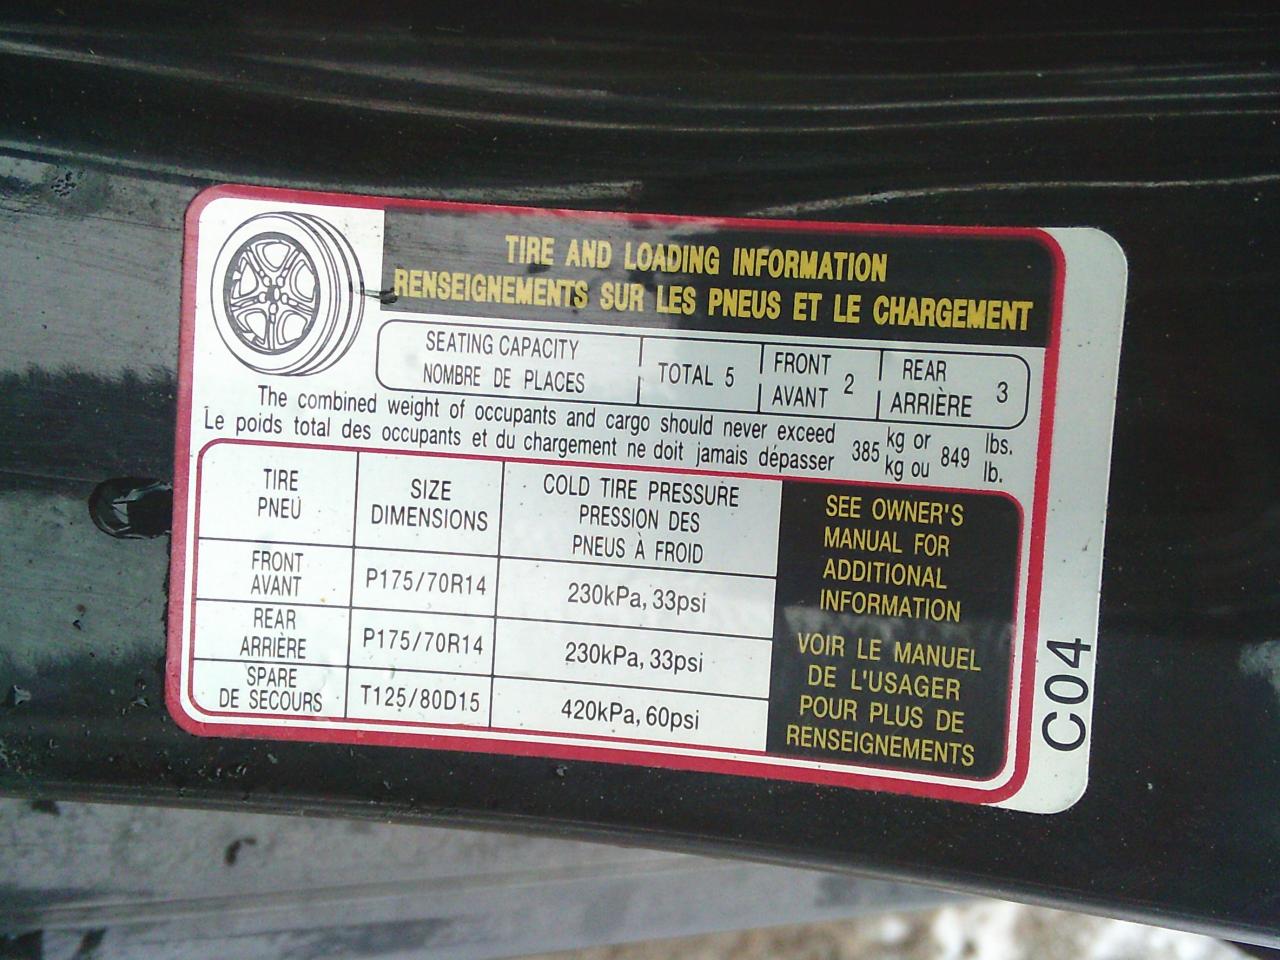 TIRE AND LOADING INFORMATION
RENSEIGNEMENTS SUR LES PNEUS ET LE CHARGEMENT
SEATING CAPACITY
NOMBRE DE PLACES
TOTAL 5
FRONT
AVANT 2
REAR
ARRIÈRE 3
The combined weight of occupants and cargo should never exceed 385 kg or 849 lbs.
Le poids total des occupants et du chargement ne doit jamais dépasser kg ou lb.
TIRE
PNEU
SIZE
DIMENSIONS
COLD TIRE PRESSURE
PRESSION DES
PNEUS À FROID
FRONT
AVANT
P175/70R14
230kPa, 33psi
REAR
ARRIÈRE
P175/70R14
230kPa, 33psi
SPARE
DE SECOURS
T125/80D15
420kPa, 60psi
SEE OWNER'S
MANUAL FOR
ADDITIONAL
INFORMATION
VOIR LE MANUEL
DE L'USAGER
POUR PLUS DE
RENSEIGNEMENTS
C04